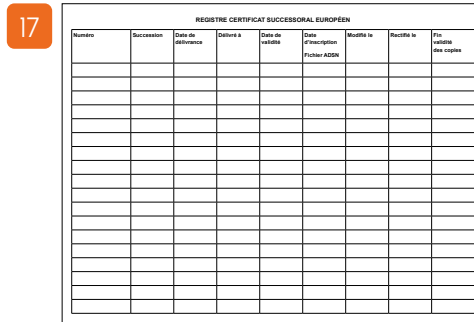 17
REGISTRE CERTIFICAT SUCCESSORAL EUROPÉEN
Numéro
Succession
Date de
délivrance
Délivré à
Date de
validité
Date
d'inscription
Fichier ADSN
Modifié le
Rectifié le
Fin
validité
des copies